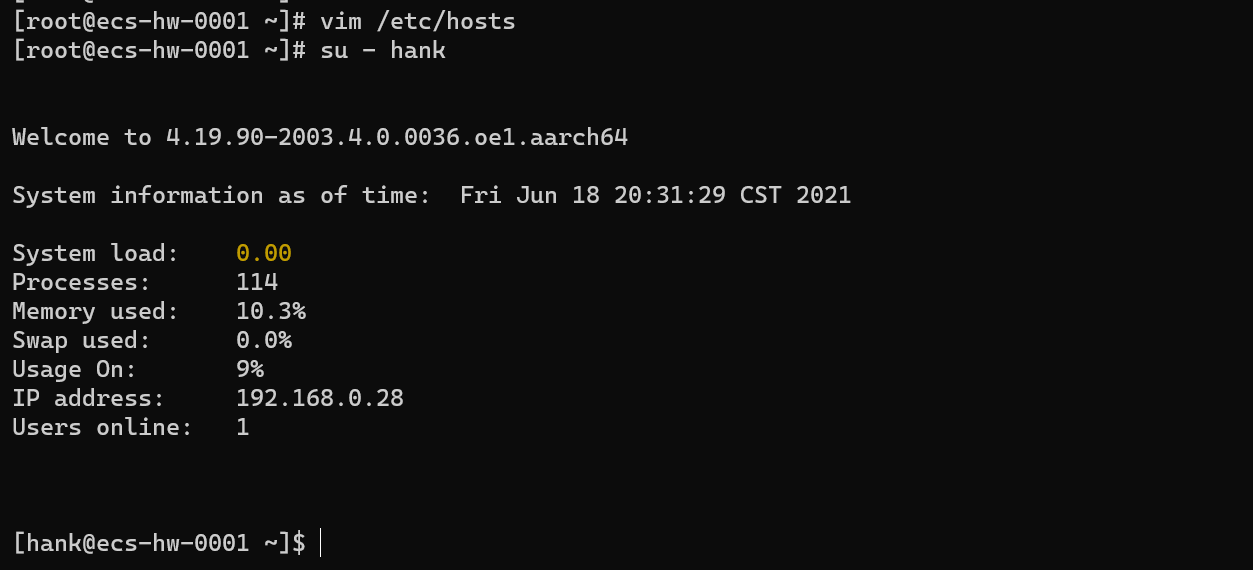 [root@ecs-hw-0001 ~]# vim /etc/hosts
[root@ecs-hw-0001 ~]# su - hank
Welcome to 4.19.90-2003.4.0.0036.oe1.aarch64
System information as of time:  Fri Jun 18 20:31:29 CST 2021
System load:    0.00
Processes:      114
Memory used:    10.3%
Swap used:      0.0%
Usage On:       9%
IP address:     192.168.0.28
Users online:   1
[hank@ecs-hw-0001 ~]$